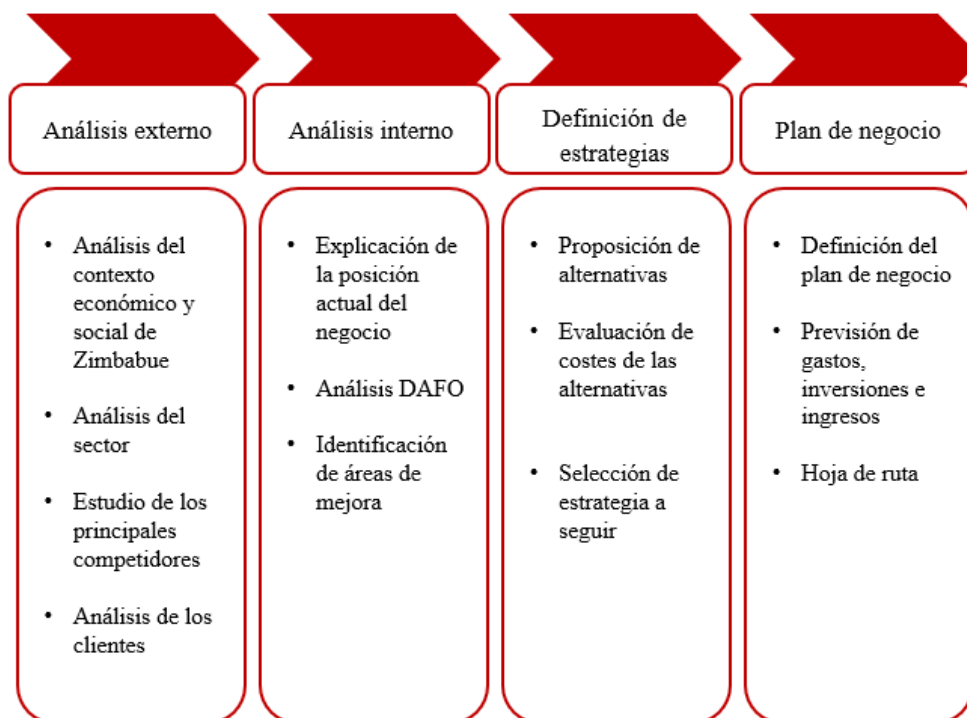 Análisis externo
Análisis interno
Definición de
estrategias
Plan de negocio
• Análisis del
contexto
económico y
social de
Zimbabue
• Análisis del
sector
• Estudio de los
principales
competidores
• Análisis de los
clientes
• Explicación de
la posición
actual del
negocio
• Análisis DAFO
• Identificación
de áreas de
mejora
• Proposición de
alternativas
• Evaluación de
costes de las
alternativas
• Selección de
estrategia a
seguir
• Definición del
plan de negocio
• Previsión de
gastos,
inversiones e
ingresos
• Hoja de ruta